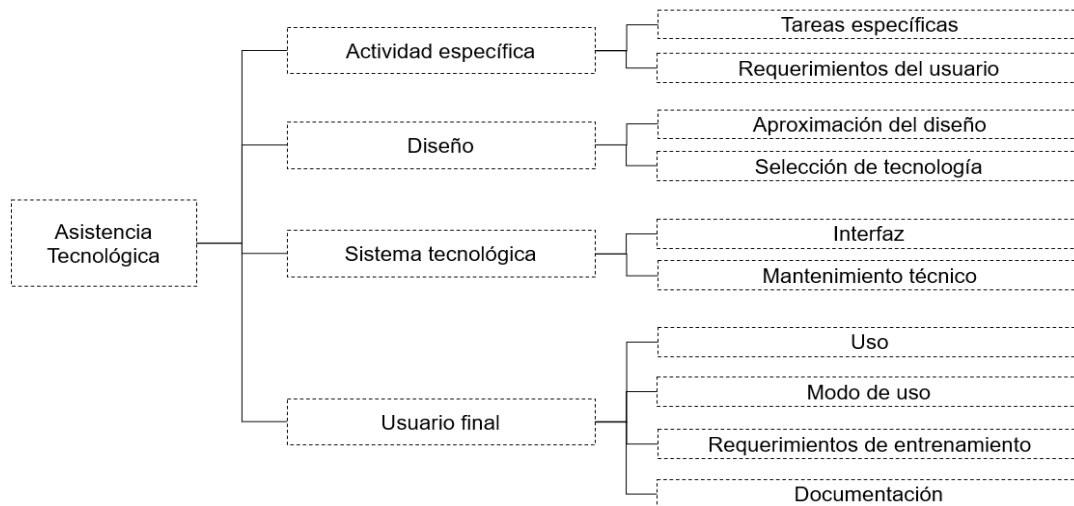 Asistencia
Tecnológica
Actividad específica
Tareas específicas
Requerimientos del usuario
Diseño
Aproximación del diseño
Selección de tecnología
Sistema tecnológica
Interfaz
Mantenimiento técnico
Usuario final
Uso
Modo de uso
Requerimientos de entrenamiento
Documentación